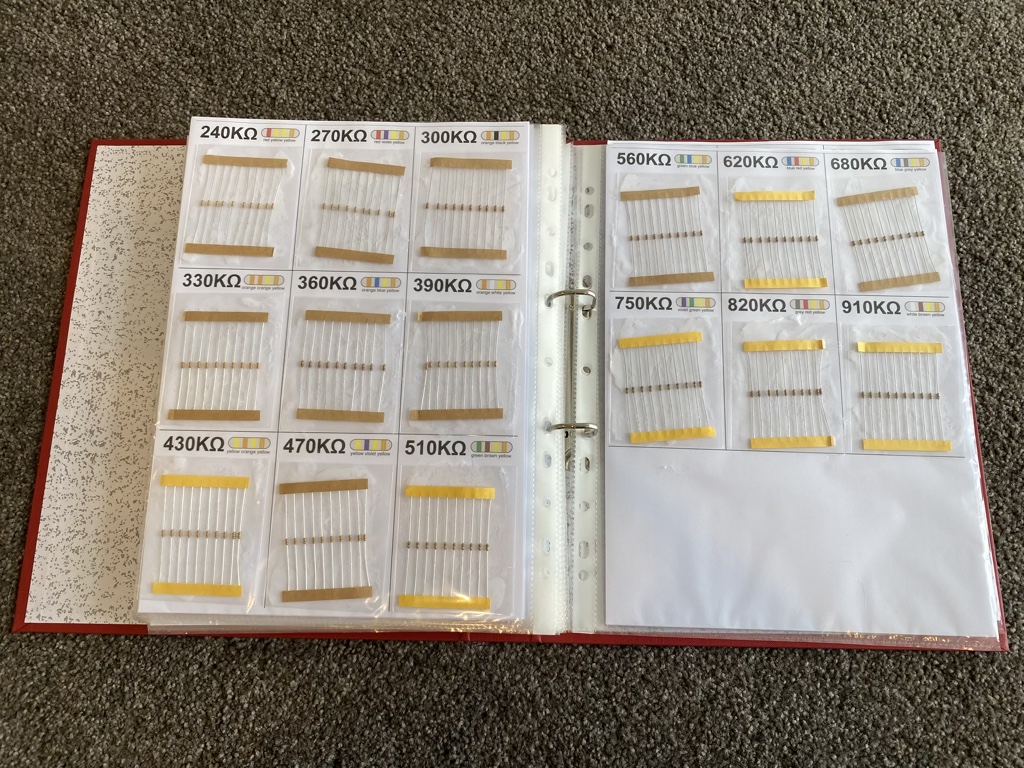 240KΩ
red yellow yellow
270KΩ
red violet yellow
300KΩ
orange black yellow
330KΩ
orange orange yellow
360KΩ
orange blue yellow
390KΩ
orange white yellow
430KΩ
yellow orange yellow
470KΩ
yellow violet yellow
510KΩ
green brown yellow
560KΩ
green blue yellow
620KΩ
blue red yellow
680KΩ
blue gray yellow
750KΩ
violet green yellow
820KΩ
gray red yellow
910KΩ
white brown yellow